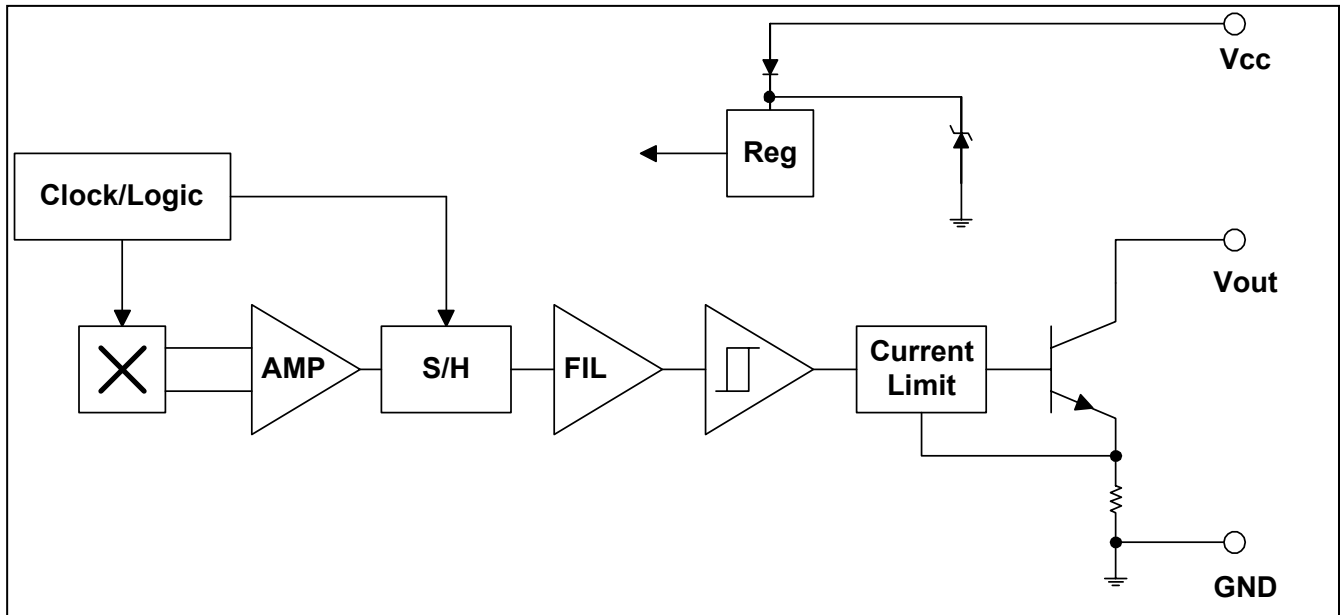 Vcc
Reg
Clock/Logic
Vout
AMP
S/H
FIL
Current
Limit
GND